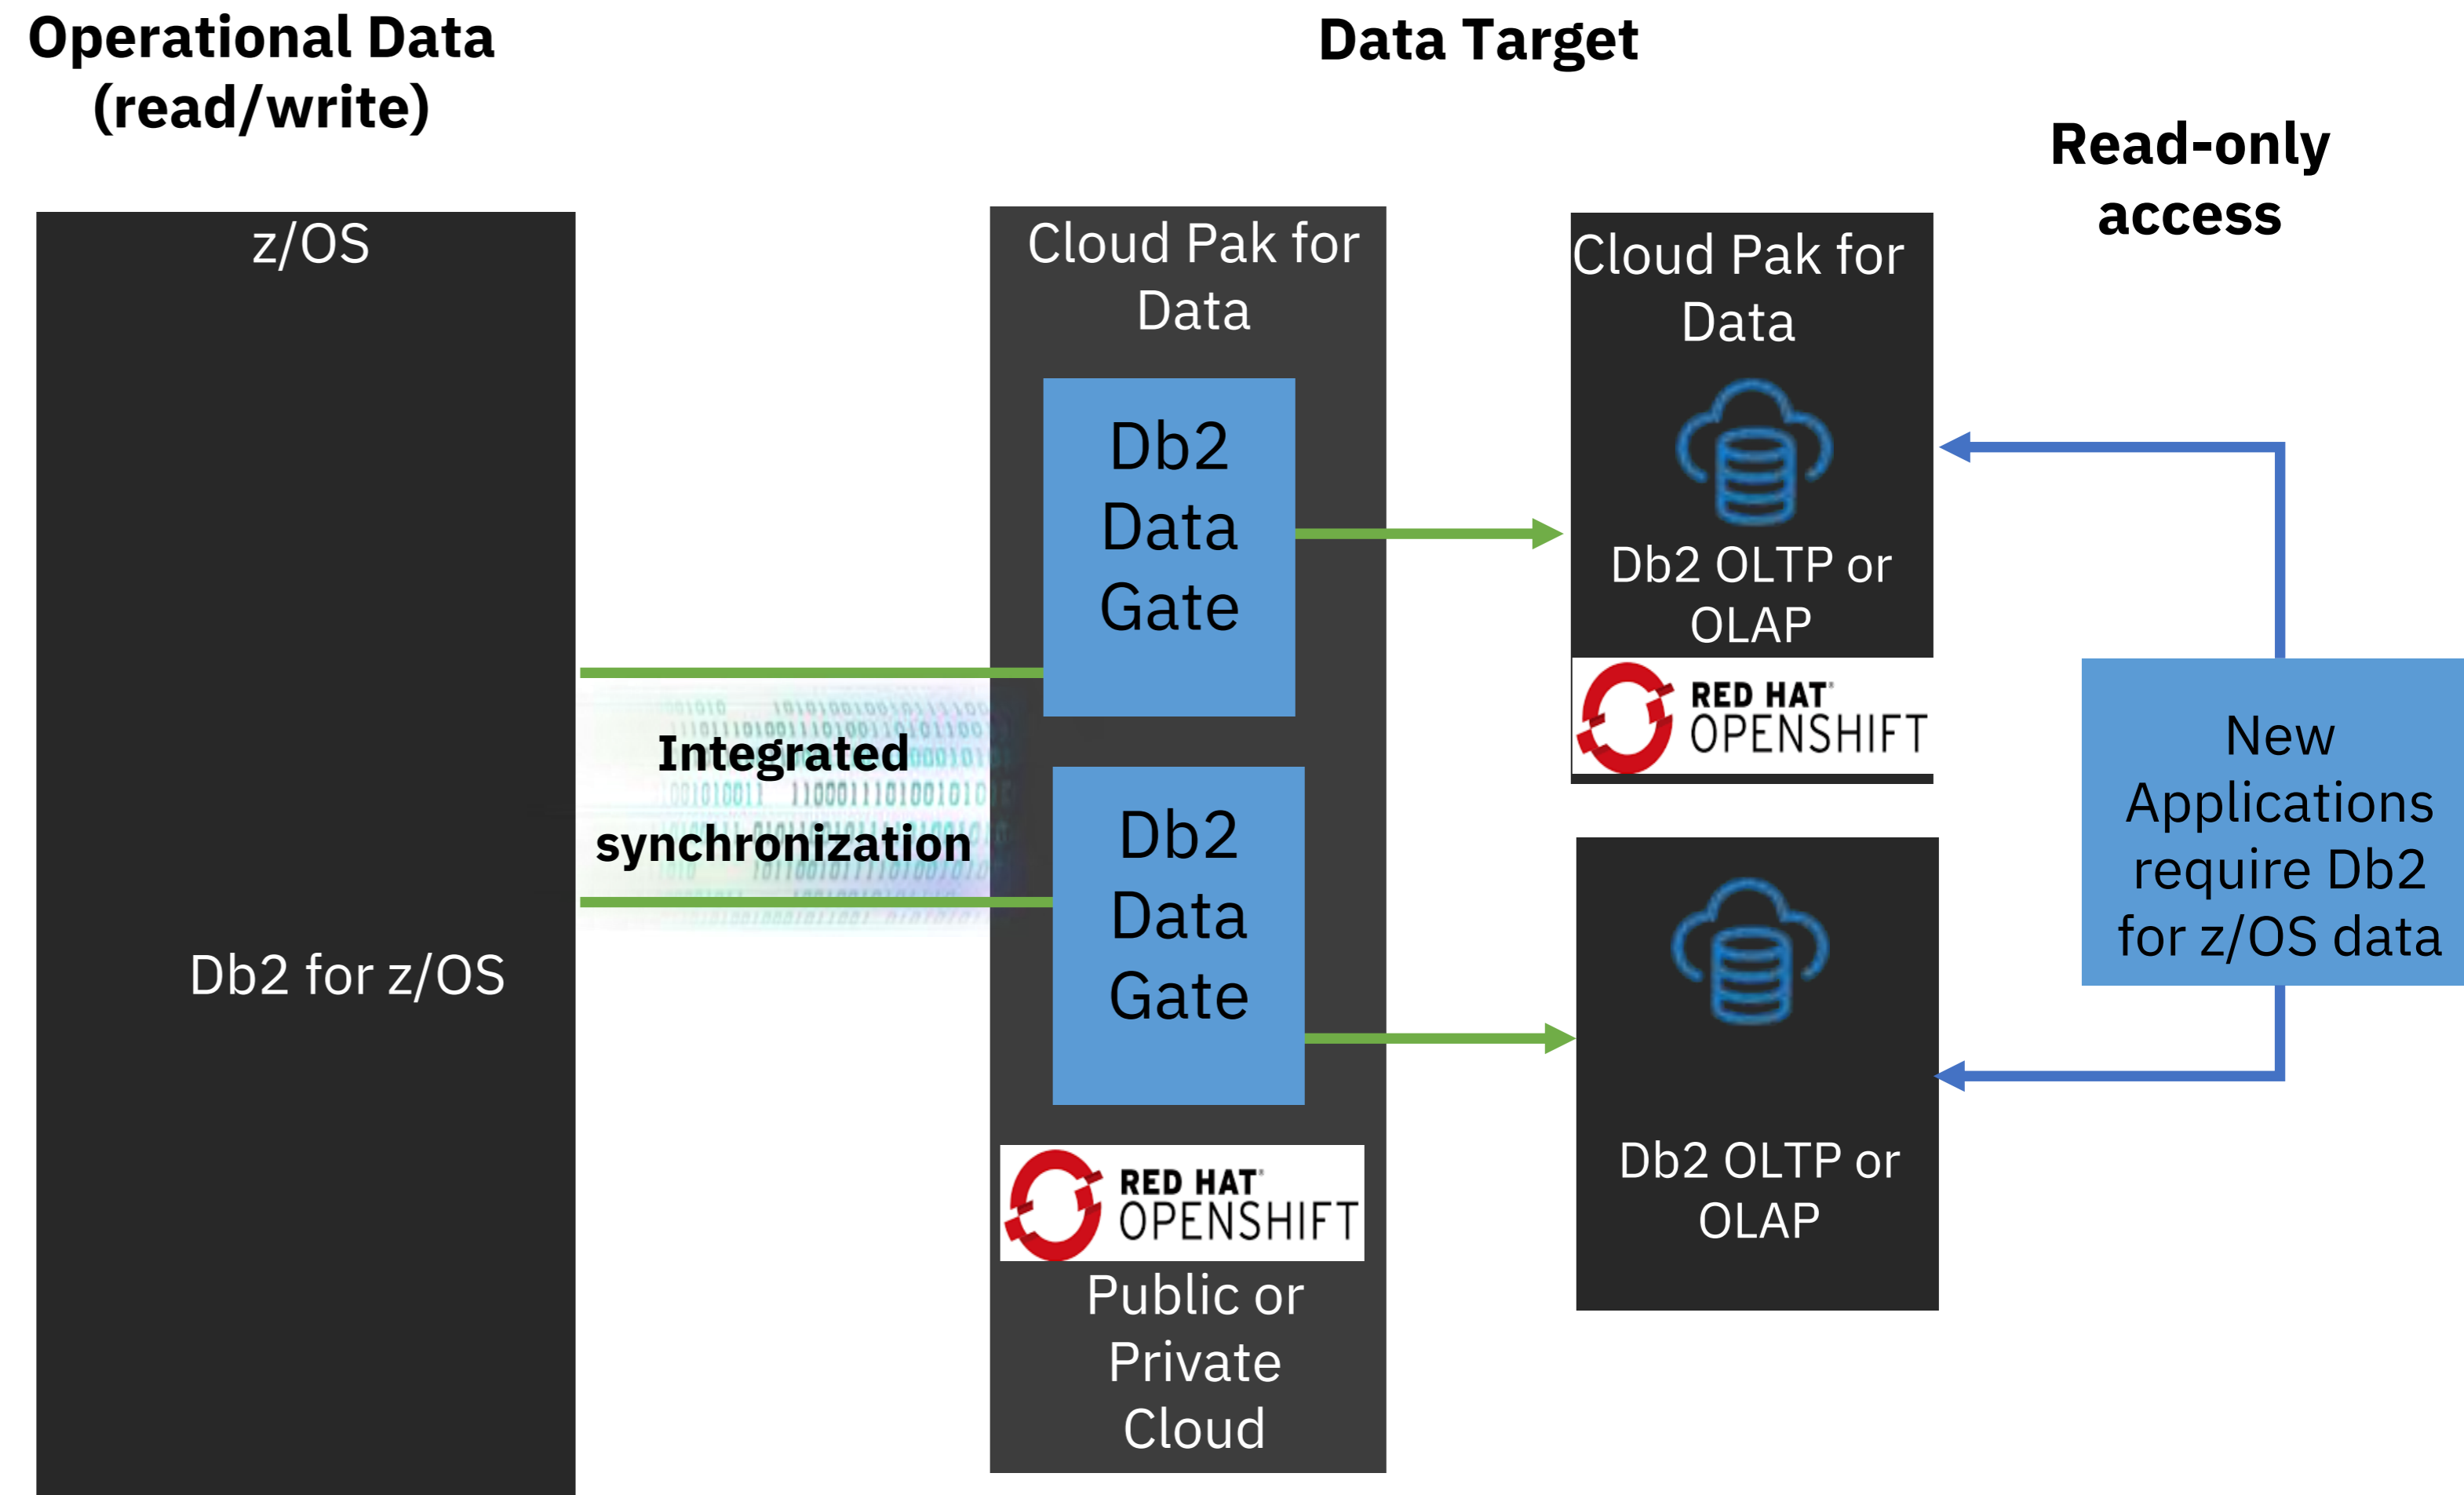 Operational Data
(read/write)
Data Target
Read-only
access
z/OS
Db2 for z/OS
Integrated
synchronization
Cloud Pak for
Data
Db2
Data
Gate
Db2
Data
Gate
RED HAT®
OPENSHIFT
Public or
Private
Cloud
Cloud Pak for
Data
Db2 OLTP or
OLAP
RED HAT®
OPENSHIFT
Db2 OLTP or
OLAP
New
Applications
require Db2
for z/OS data